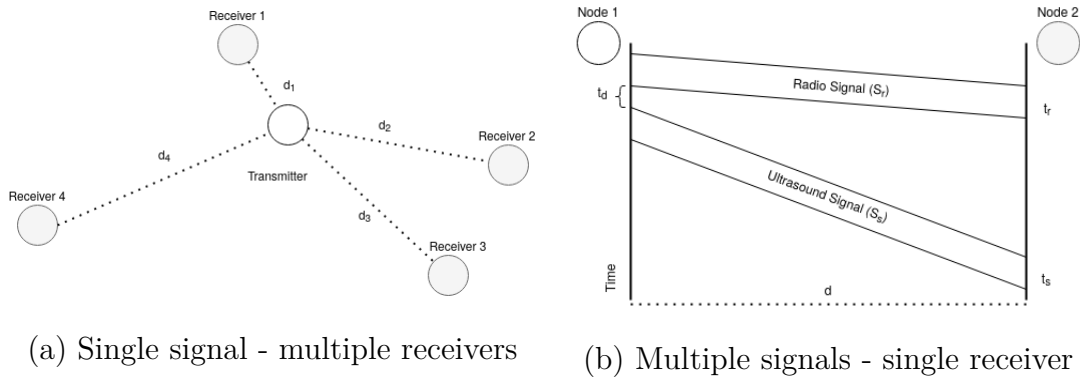 Receiver 1
d₁
d₂
Receiver 2
d₄
Transmitter
Receiver 4
d₃
Receiver 3
(a) Single signal - multiple receivers
Node 1
Node 2
Radio Signal (Sᵣ)
t_d
tᵣ
Ultrasound Signal (Sₛ)
Time
tₛ
d
(b) Multiple signals - single receiver